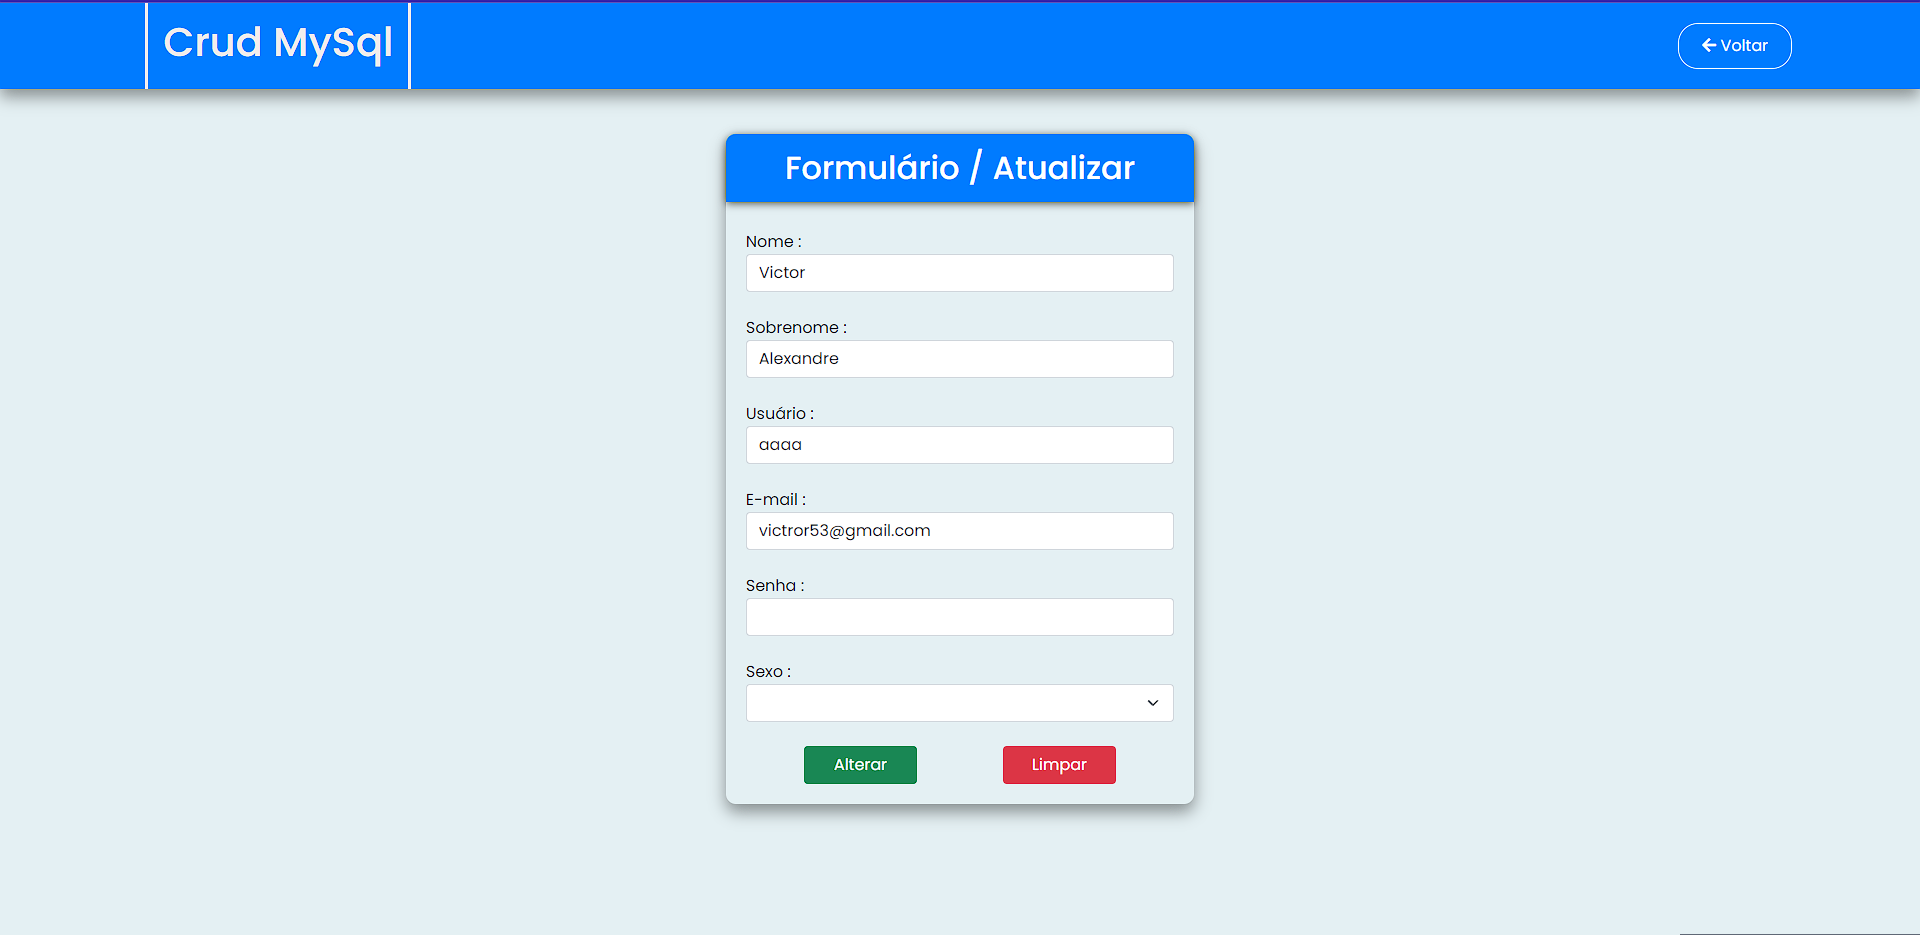 Crud MySql
Voltar
Formulário / Atualizar
Nome :
Victor
Sobrenome :
Alexandre
Usuário :
aaaa
E-mail :
victror53@gmail.com
Senha :
Sexo :
Alterar
Limpar